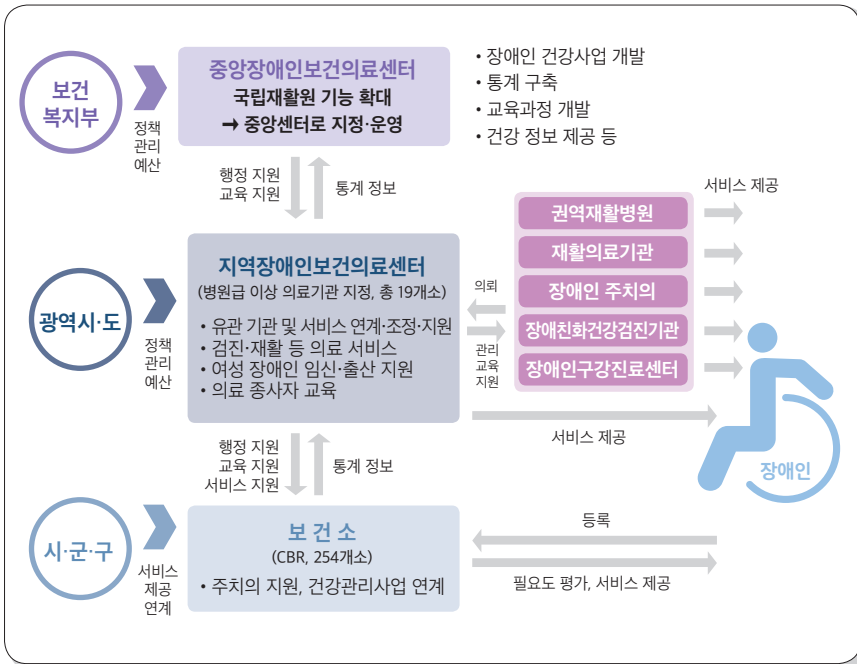 보건
복지부
정책
관리
예산
중앙장애인보건의료센터
국립재활원 기능 확대
→ 중앙센터로 지정·운영
• 장애인 건강사업 개발
• 통계 구축
• 교육과정 개발
• 건강 정보 제공 등
행정 지원
교육 지원
통계 정보
광역시·도
정책
관리
예산
지역장애인보건의료센터
(병원급 이상 의료기관 지정, 총 19개소)
• 유관 기관 및 서비스 연계·조정·지원
• 검진·재활 등 의료 서비스
• 여성 장애인 임신·출산 지원
• 의료 종사자 교육
의뢰
관리
교육
지원
서비스 제공
권역재활병원
재활의료기관
장애인 주치의
장애친화건강검진기관
장애인구강진료센터
서비스 제공
장애인
행정 지원
교육 지원
서비스 지원
통계 정보
시·군·구
서비스
제공
연계
보 건 소
(CBR, 254개소)
• 주치의 지원, 건강관리사업 연계
등록
필요도 평가, 서비스 제공